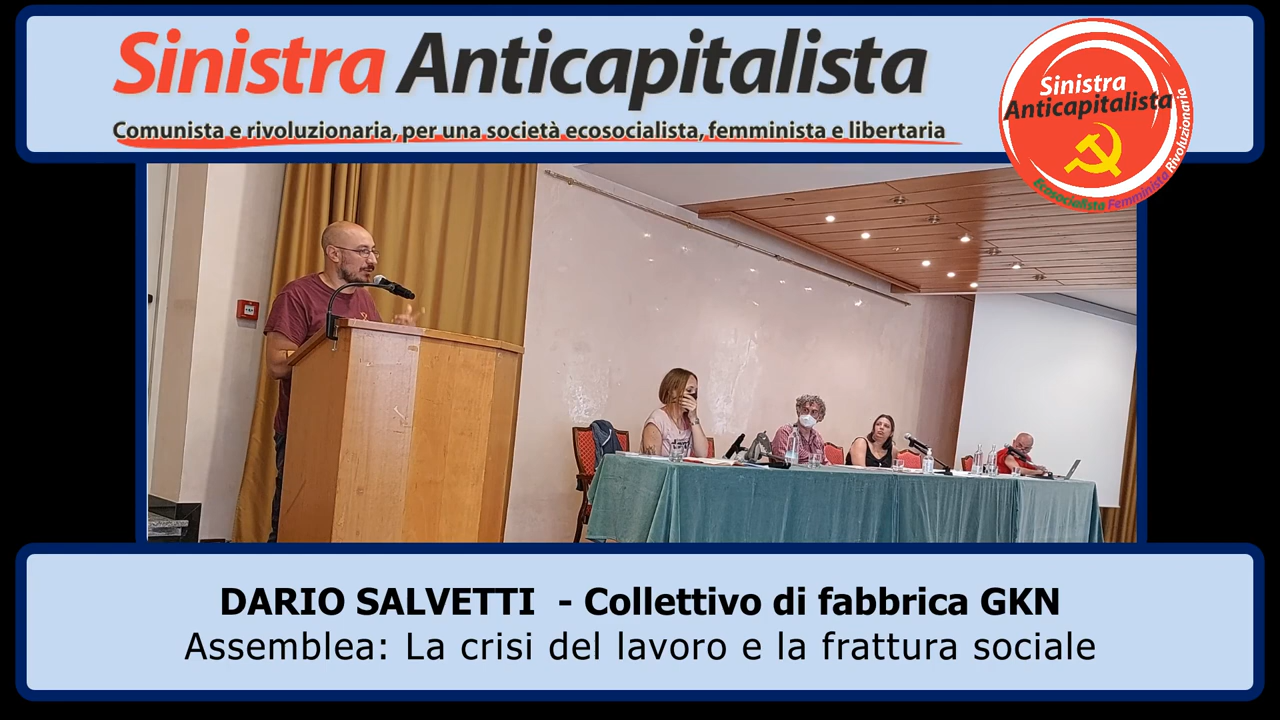 Sinistra Anticapitalista
Comunista e rivoluzionaria, per una società ecosocialista, femminista e libertaria
Sinistra
Anticapitalista
Ecosocialista Femminista Rivoluzionaria
DARIO SALVETTI - Collettivo di fabbrica GKN
Assemblea: La crisi del lavoro e la frattura sociale